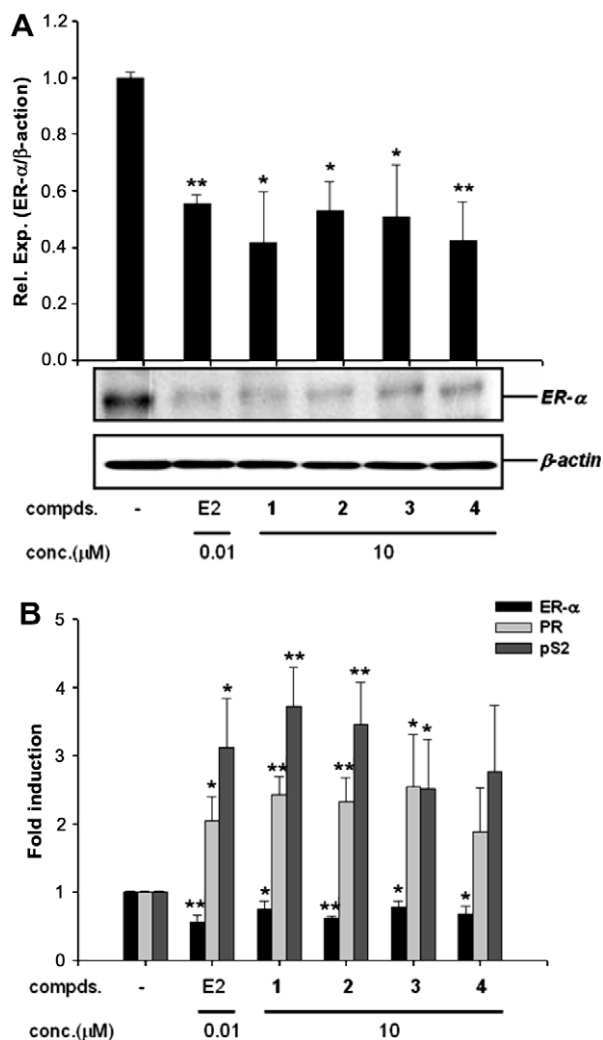 A
Rel. Exp. (ER-α/β-action)
1.2
1.0
0.8
0.6
0.4
0.2
0.0
** * * * **
ER-α
β-actin
compds. - E2 1 2 3 4
conc.(μM) 0.01 10
B
ER-α
PR
pS2
Fold induction
5
4
3
2
1
0
** * *
* ** **
** ** **
* * *
*
compds. - E2 1 2 3 4
conc.(μM) 0.01 10